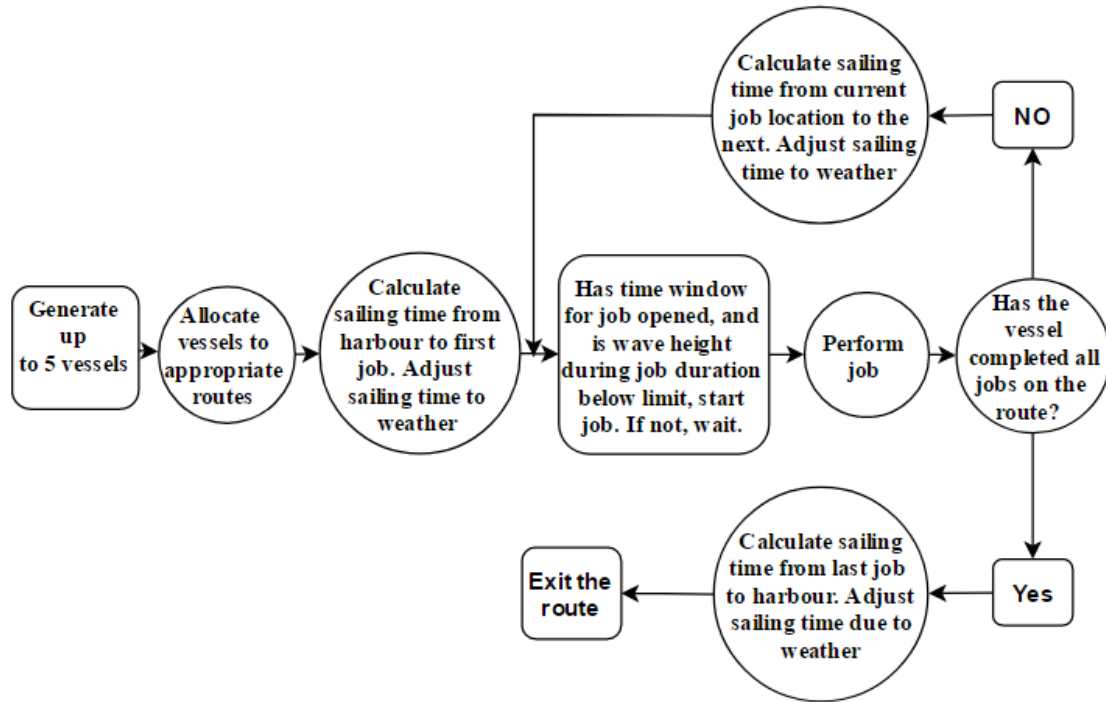 Generate
up
to 5 vessels
Allocate
vessels to
appropriate
routes
Calculate
sailing time from
harbour to first
job. Adjust
sailing time to
weather
Has time window
for job opened, and
is wave height
during job duration
below limit, start
job. If not, wait.
Perform
job
Has the
vessel
completed all
jobs on the
route?
NO
Calculate sailing
time from current
job location to the
next. Adjust sailing
time to weather
Yes
Calculate sailing
time from last job
to harbour. Adjust
sailing time due to
weather
Exit the
route